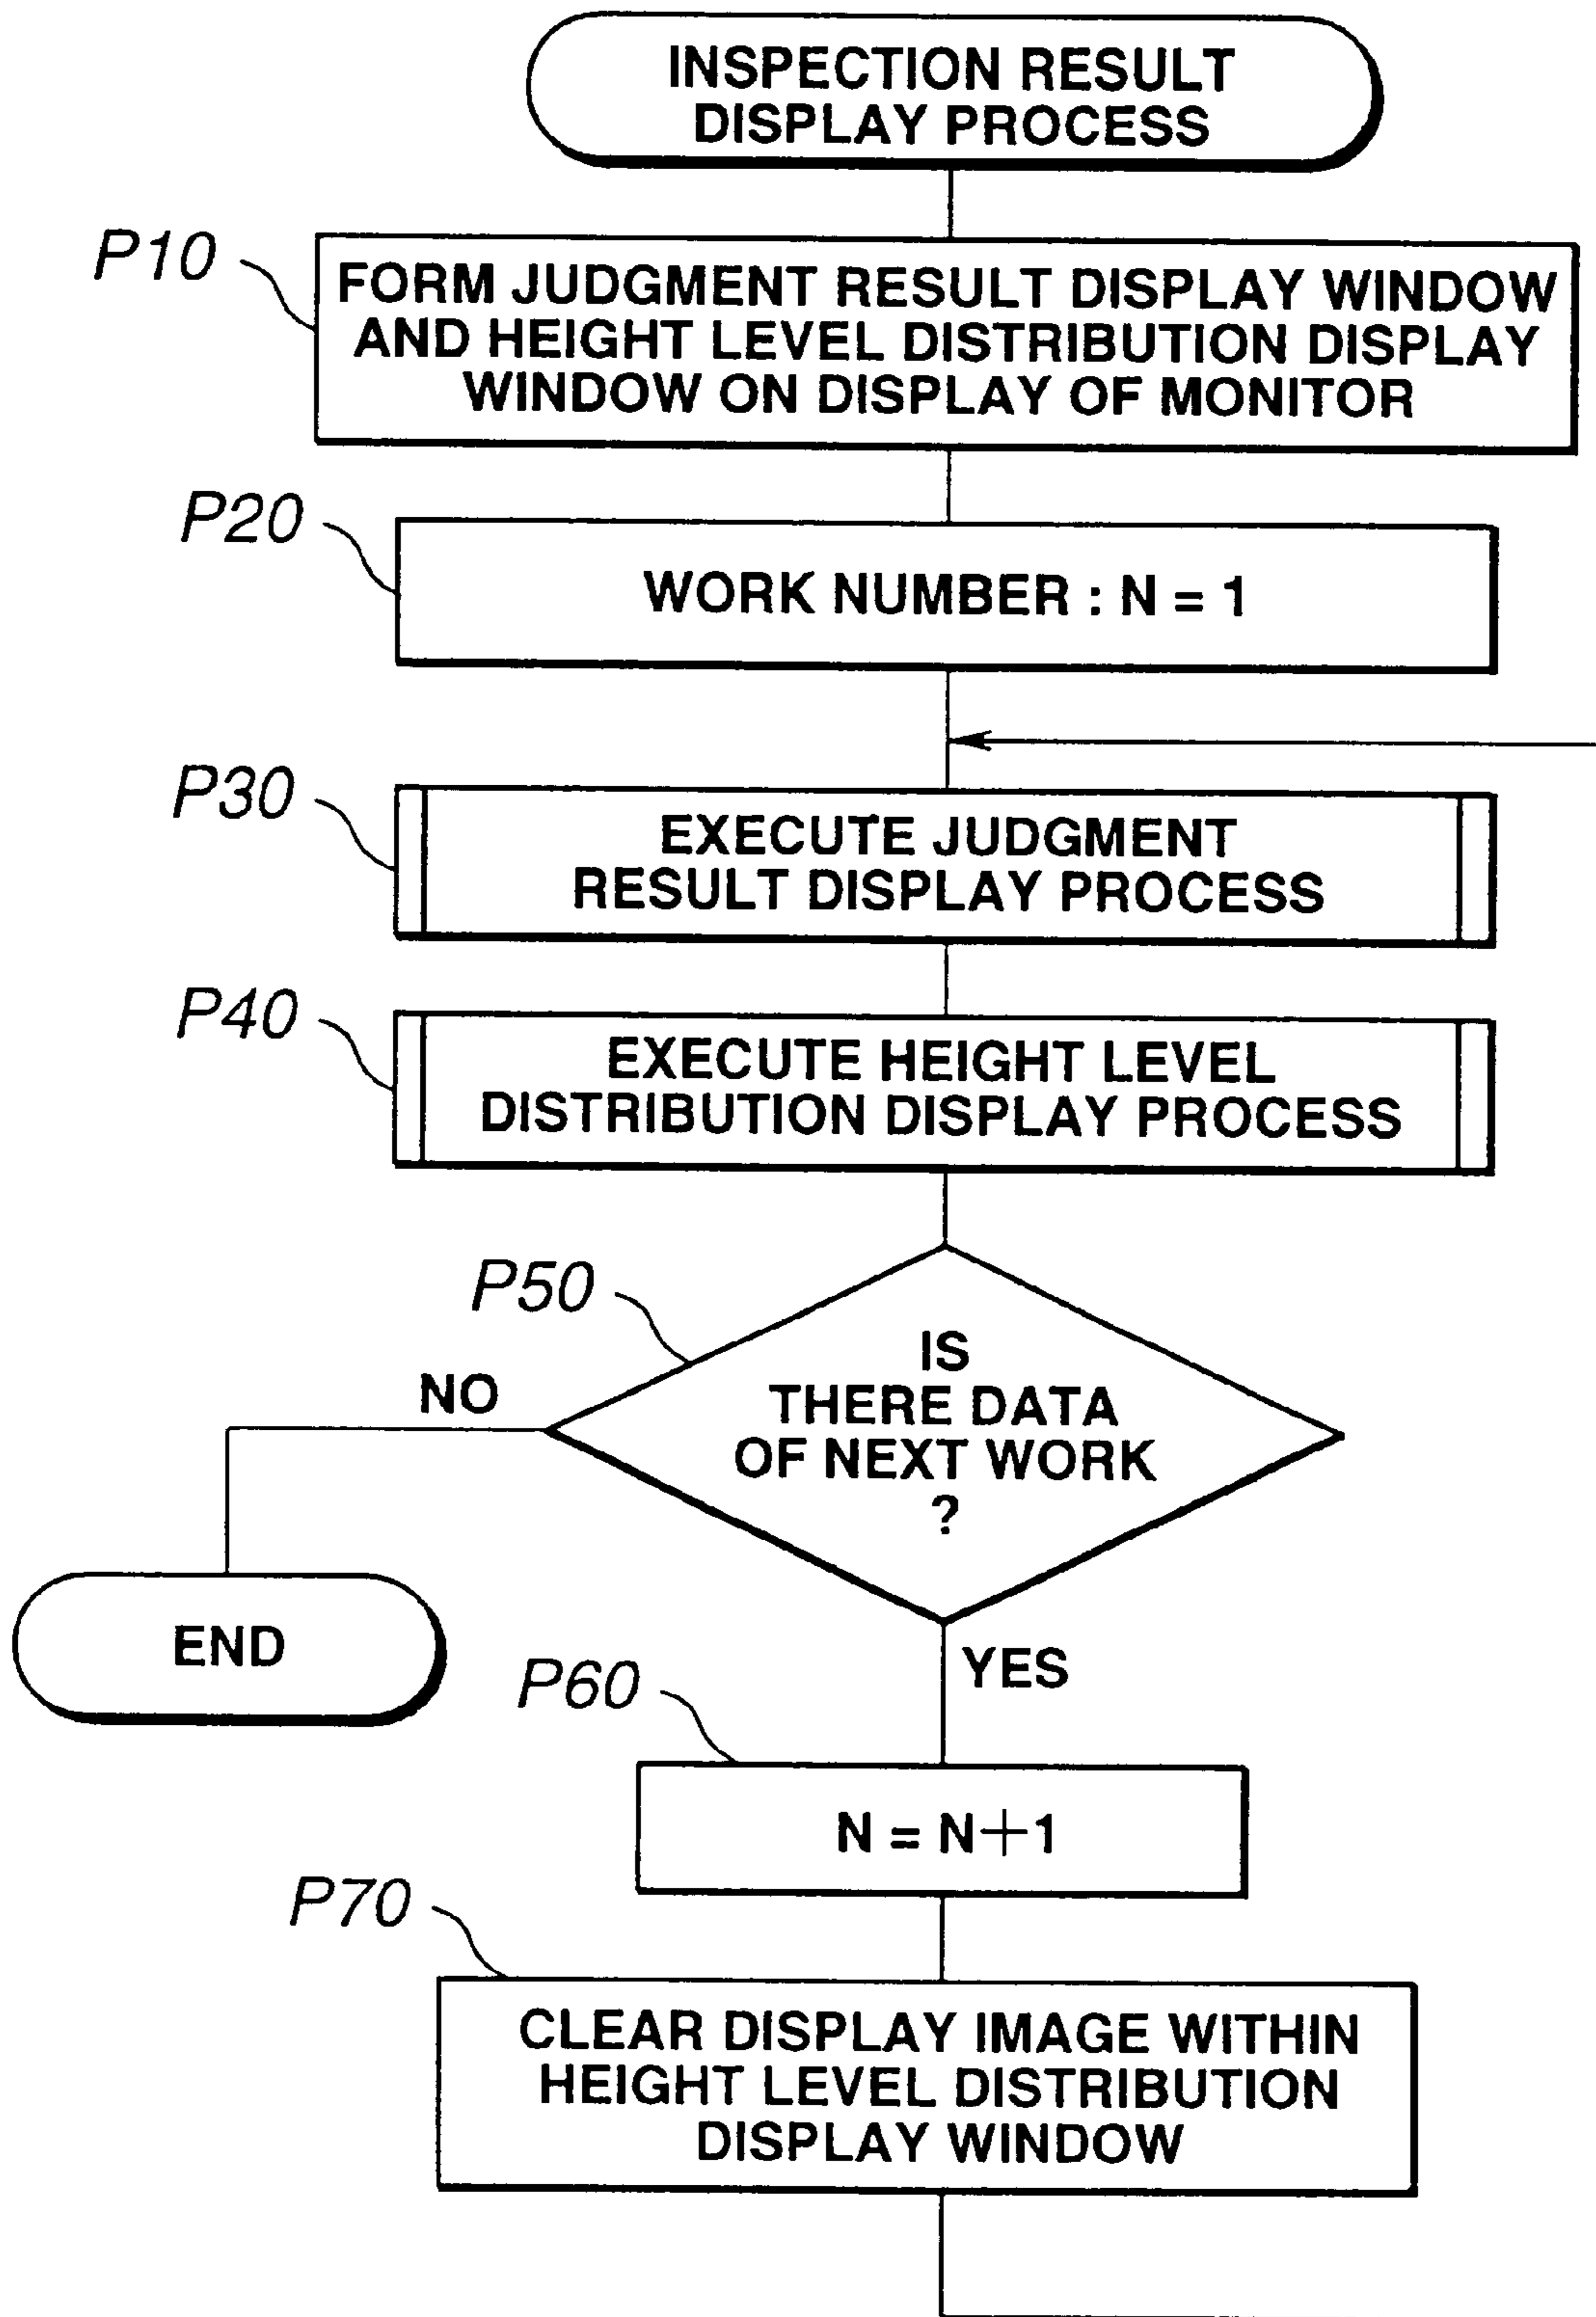 INSPECTION RESULT
DISPLAY PROCESS
P10
FORM JUDGMENT RESULT DISPLAY WINDOW
AND HEIGHT LEVEL DISTRIBUTION DISPLAY
WINDOW ON DISPLAY OF MONITOR
P20
WORK NUMBER : N = 1
P30
EXECUTE JUDGMENT
RESULT DISPLAY PROCESS
P40
EXECUTE HEIGHT LEVEL
DISTRIBUTION DISPLAY PROCESS
P50
IS
THERE DATA
OF NEXT WORK
?
NO
END
YES
P60
N = N+1
P70
CLEAR DISPLAY IMAGE WITHIN
HEIGHT LEVEL DISTRIBUTION
DISPLAY WINDOW